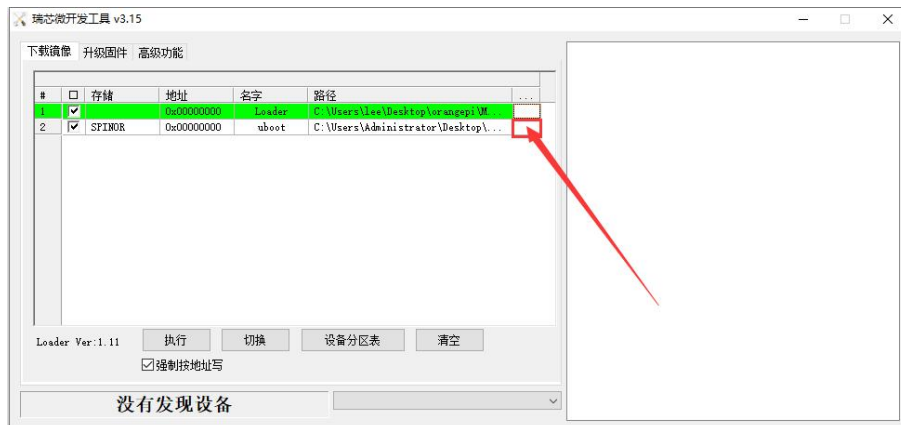 瑞芯微开发工具 v3.15
下载镜像 升级固件 高级功能
# 存储 地址 名字 路径 ...
1 0x00000000 Loader C:\Users\lee\Desktop\orangepi\M...
2 SPINOR 0x00000000 uboot C:\Users\Administrator\Desktop\...
Loader Ver:1.11 执行 切换 设备分区表 清空
强制按地址写
没有发现设备